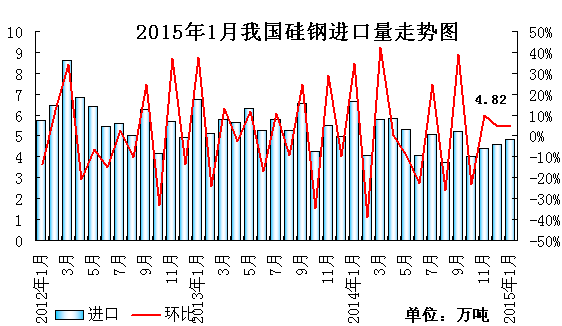 2015年1月我国硅钢进口量走势图
10
9
8
7
6
5
4
3
2
1
0
50%
40%
30%
20%
10%
0%
-10%
-20%
-30%
-40%
-50%
4.82
2012年1月
3月
5月
7月
9月
11月
2013年1月
3月
5月
7月
9月
11月
2014年1月
3月
5月
7月
9月
11月
2015年1月
进口
环比
单位：万吨